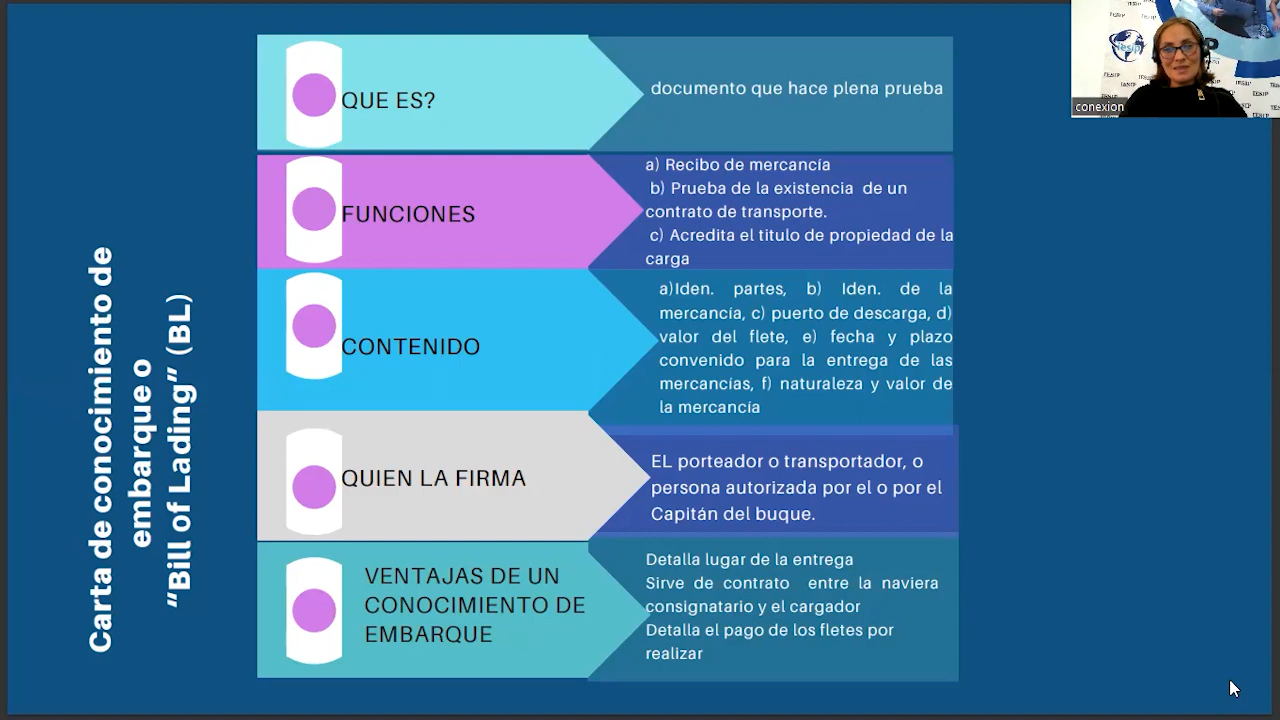 Carta de conocimiento de
embarque o
“Bill of Lading” (BL)
QUE ES?
documento que hace plena prueba
FUNCIONES
a) Recibo de mercancía
b) Prueba de la existencia de un
contrato de transporte.
c) Acredita el titulo de propiedad de la
carga
CONTENIDO
a)Iden. partes, b) Iden. de la
mercancía, c) puerto de descarga, d)
valor del flete, e) fecha y plazo
convenido para la entrega de las
mercancías, f) naturaleza y valor de
la mercancía
QUIEN LA FIRMA
EL porteador o transportador, o
persona autorizada por el o por el
Capitán del buque.
VENTAJAS DE UN
CONOCIMIENTO DE
EMBARQUE
Detalla lugar de la entrega
Sirve de contrato entre la naviera
consignatario y el cargador
Detalla el pago de los fletes por
realizar
conexion